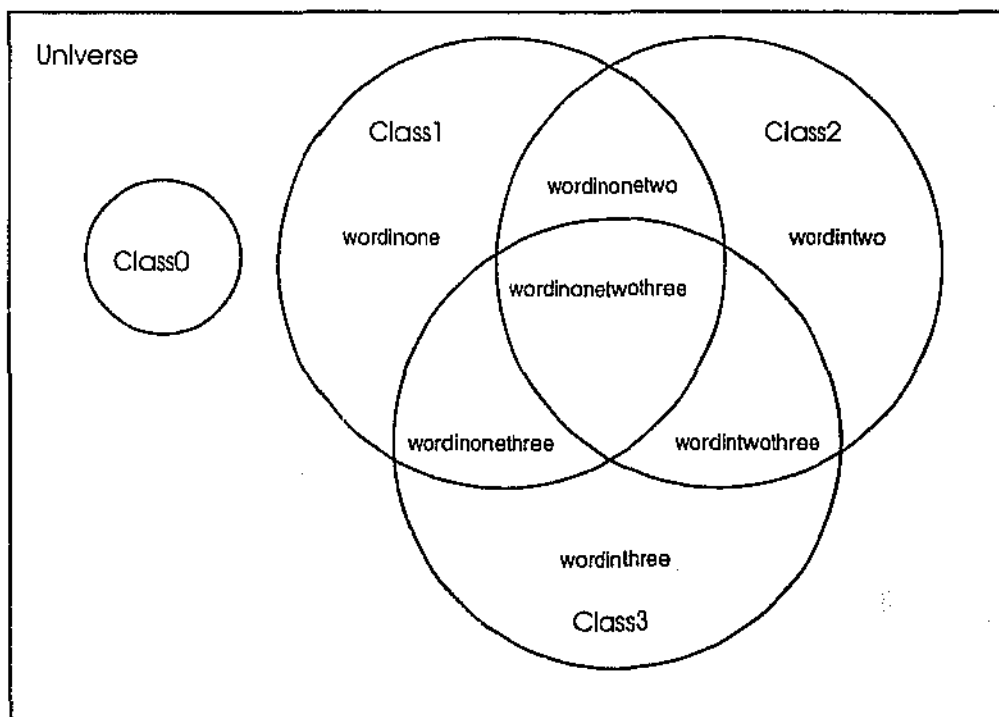 Universe
Class1
Class2
wordinonetwo
wordinone
wordintwo
Class0
wordinonetwothree
wordinonethree
wordintwothree
wordinthree
Class3